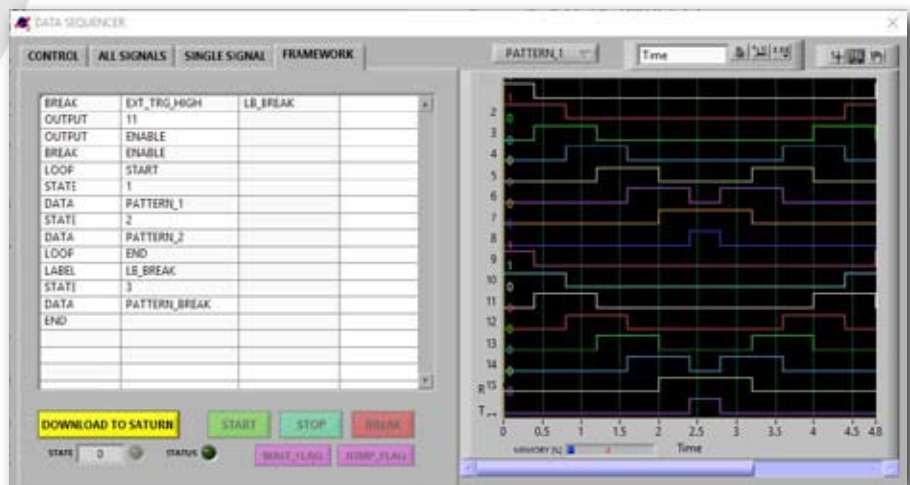 DATA SEQUENCER
CONTROL ALL SIGNALS SINGLE SIGNAL FRAMEWORK
BREAK EXT_TRG_HIGH LB_BREAK
OUTPUT 11
OUTPUT ENABLE
BREAK ENABLE
LOOP START
STATE 1
DATA PATTERN_1
STATE 2
DATA PATTERN_2
LOOP END
LABEL LB_BREAK
STATE 3
DATA PATTERN_BREAK
END
DOWNLOAD TO SATURN START STOP BREAK
STATE 0 STATUS WAIT_FLAG JUMP_FLAG
PATTERN_1 Time
2
3
4
5
6
7
8
9
10
11
12
13
14
R 15
T
0 0.5 1 1.5 2 2.5 3 3.5 4 4.5 4.8
MEMORY [%] Time